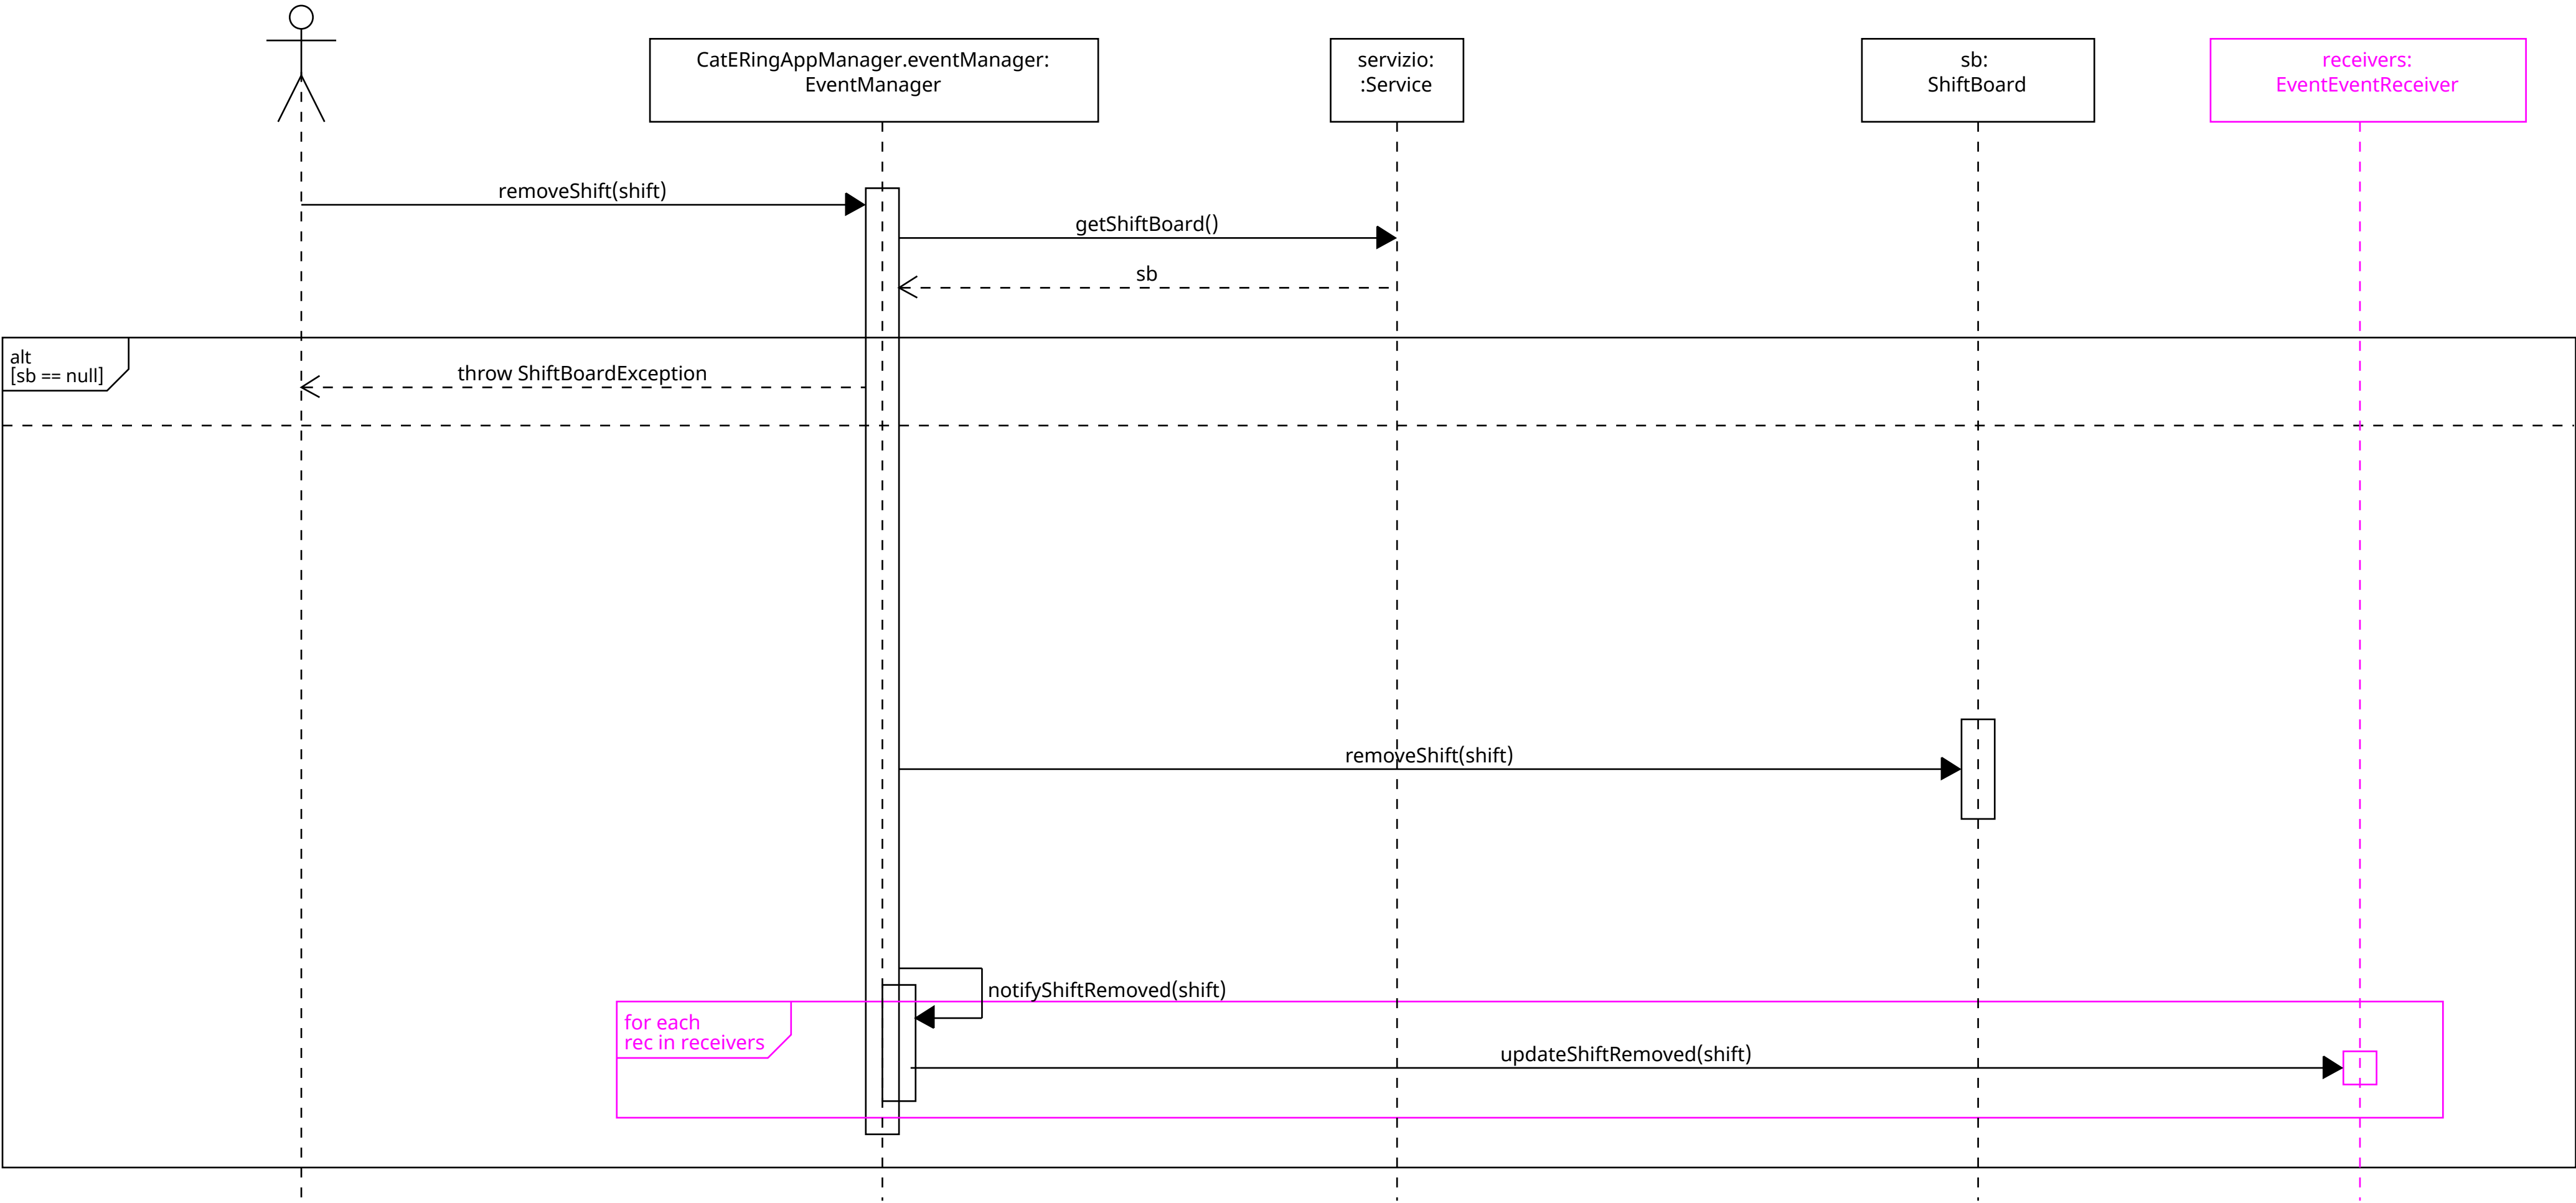 CatERingAppManager.eventManager:
EventManager
servizio:
:Service
sb:
ShiftBoard
receivers:
EventEventReceiver
removeShift(shift)
getShiftBoard()
sb
alt
[sb == null]
throw ShiftBoardException
removeShift(shift)
notifyShiftRemoved(shift)
for each
rec in receivers
updateShiftRemoved(shift)